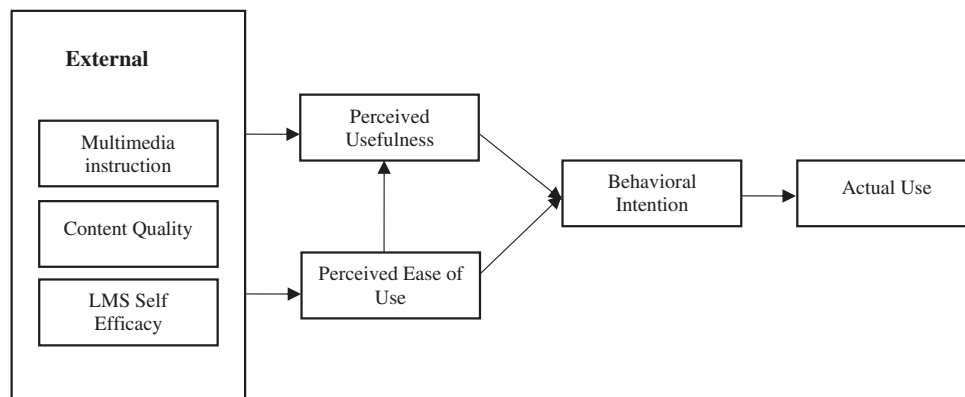 External
Multimedia
instruction
Content Quality
LMS Self
Efficacy
Perceived
Usefulness
Perceived Ease of
Use
Behavioral
Intention
Actual Use